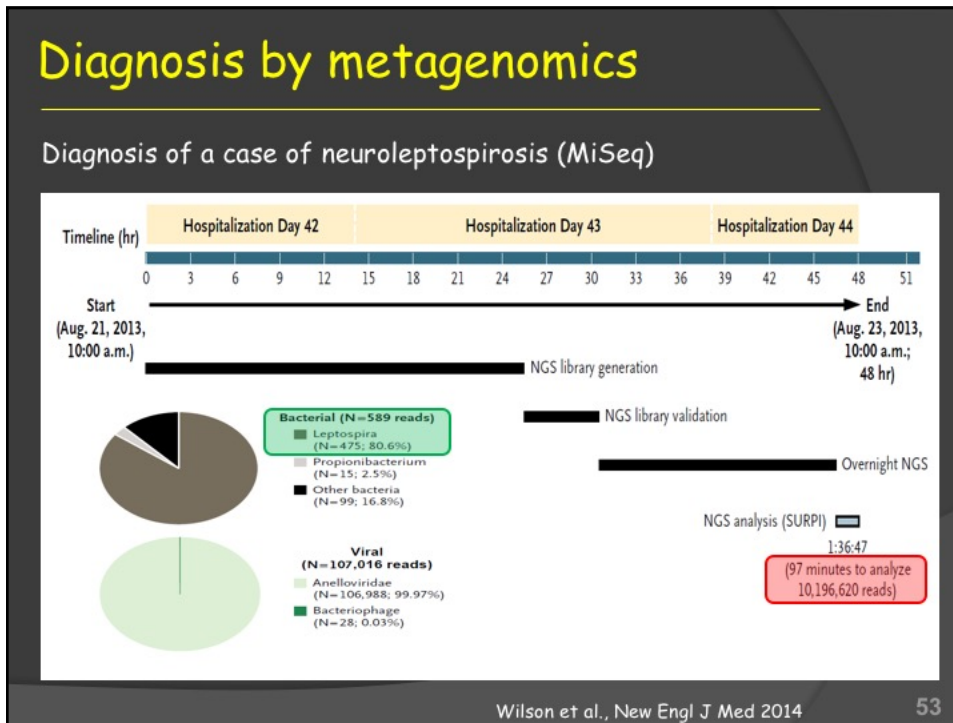 Diagnosis by metagenomics
Diagnosis of a case of neuroleptospirosis (MiSeq)
Hospitalization Day 42
Hospitalization Day 43
Hospitalization Day 44
Timeline (hr)
0 3 6 9 12 15 18 21 24 27 30 33 36 39 42 45 48 51
Start
(Aug. 21, 2013,
10:00 a.m.)
End
(Aug. 23, 2013,
10:00 a.m.;
48 hr)
NGS library generation
NGS library validation
Overnight NGS
NGS analysis (SURPI)
1:36:47
(97 minutes to analyze
10,196,620 reads)
Bacterial (N=589 reads)
Leptospira
(N=475; 80.6%)
Propionibacterium
(N=15; 2.5%)
Other bacteria
(N=99; 16.8%)
Viral
(N=107,016 reads)
Anelloviridae
(N=106,988; 99.97%)
Bacteriophage
(N=28; 0.03%)
Wilson et al., New Engl J Med 2014
53